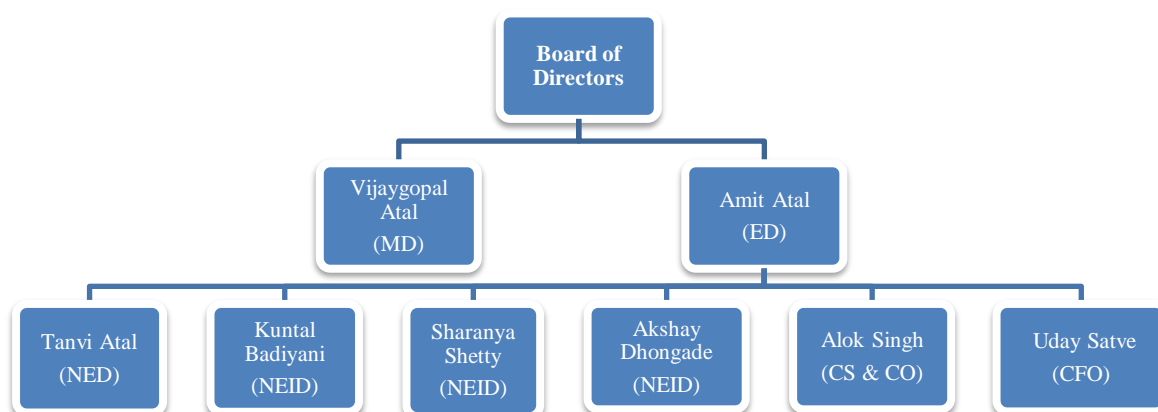 Board of
Directors
Vijaygopal
Atal
(MD)
Amit Atal
(ED)
Tanvi Atal
(NED)
Kuntal
Badiyani
(NEID)
Sharanya
Shetty
(NEID)
Akshay
Dhongade
(NEID)
Alok Singh
(CS & CO)
Uday Satve
(CFO)